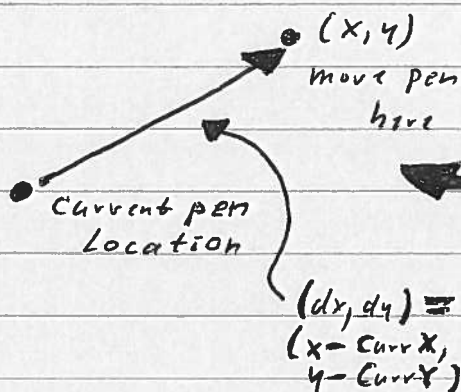 (x, y)
move pen
here
Current pen
Location
(dx, dy) =
(x - CurrX,
y - CurrY)